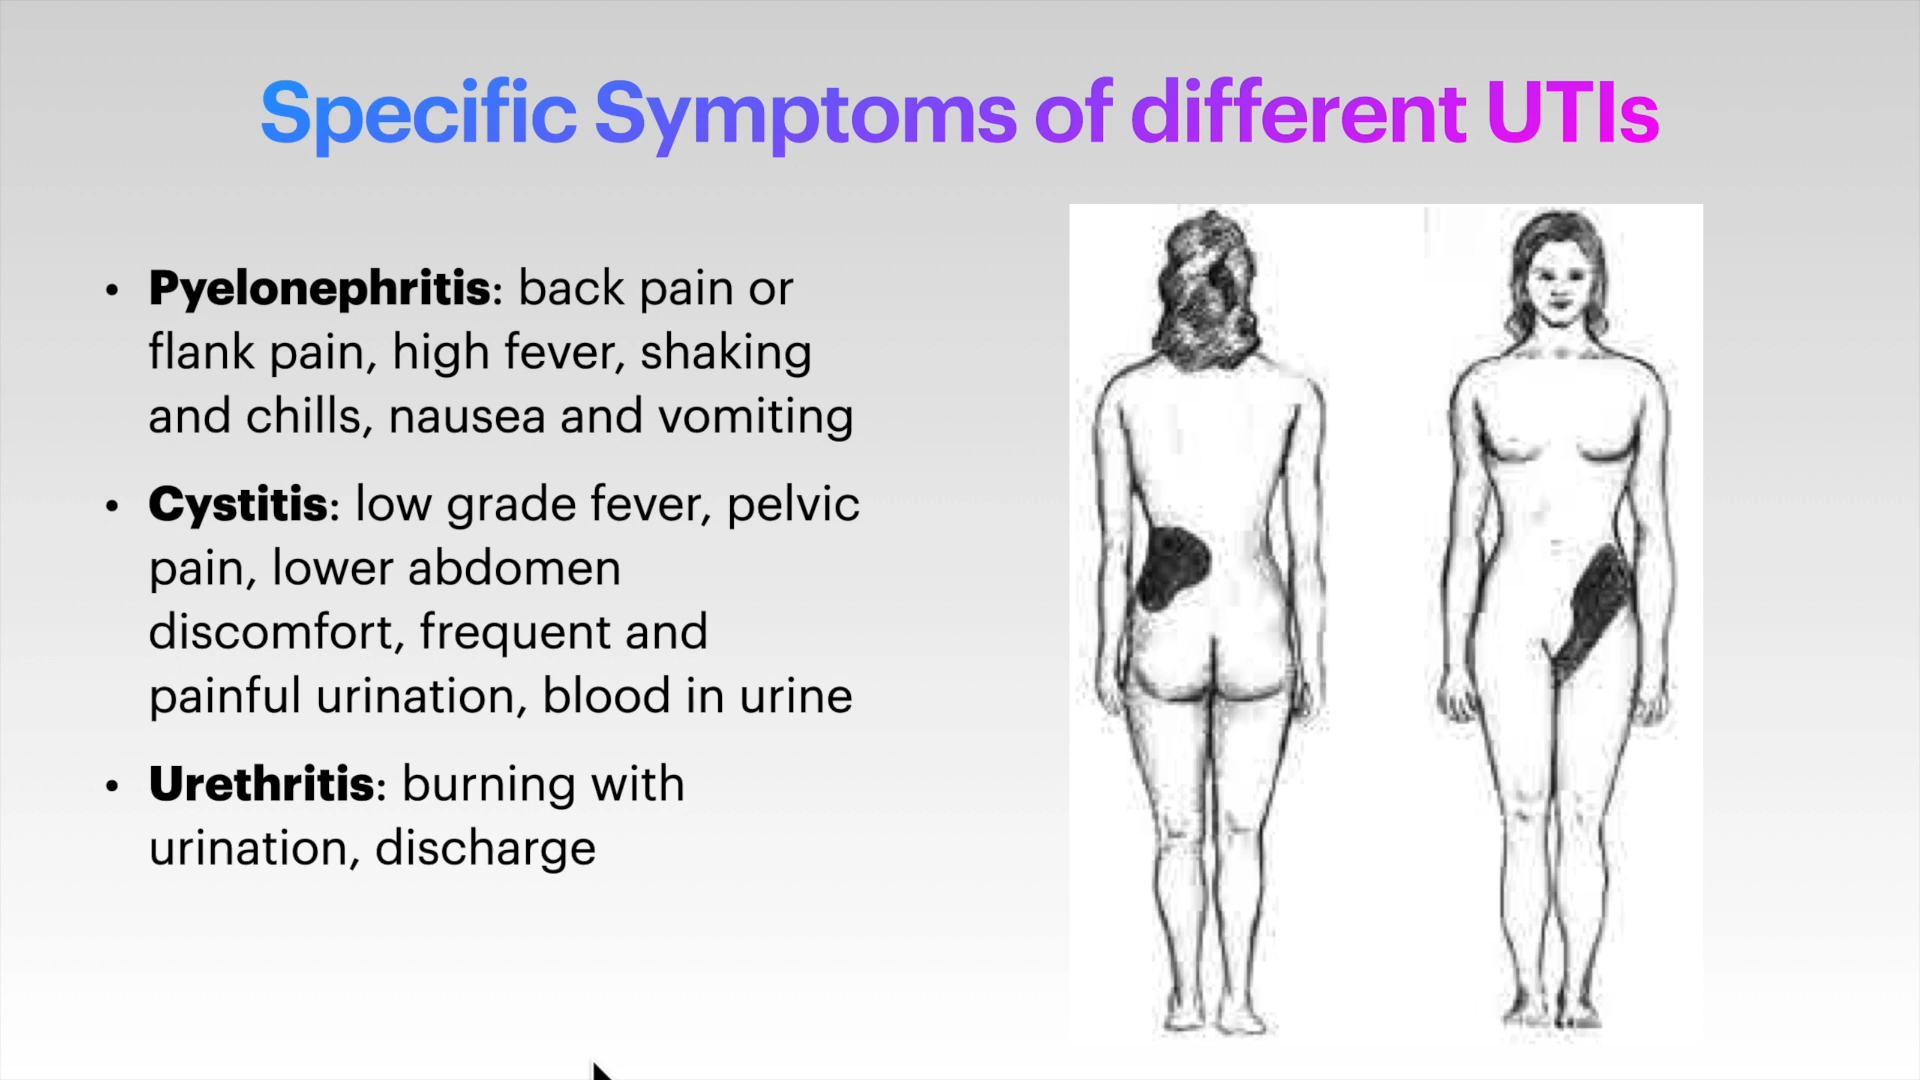 Specific Symptoms of different UTIs
• Pyelonephritis: back pain or
flank pain, high fever, shaking
and chills, nausea and vomiting
• Cystitis: low grade fever, pelvic
pain, lower abdomen
discomfort, frequent and
painful urination, blood in urine
• Urethritis: burning with
urination, discharge